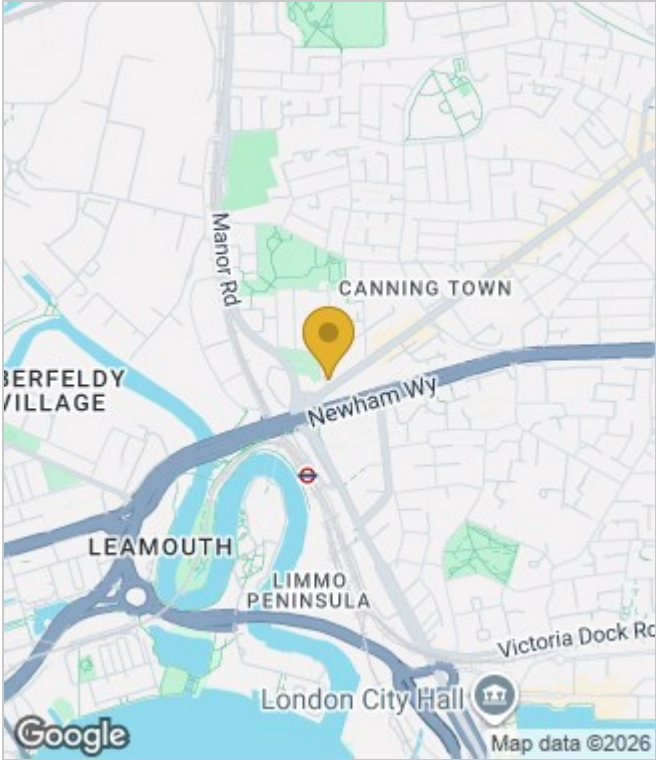 Manor Rd
CANNING TOWN
BERFELDY
VILLAGE
Newham Wy
LEAMOUTH
LIMMO
PENINSULA
Victoria Dock Rd
London City Hall
Google
Map data ©2026